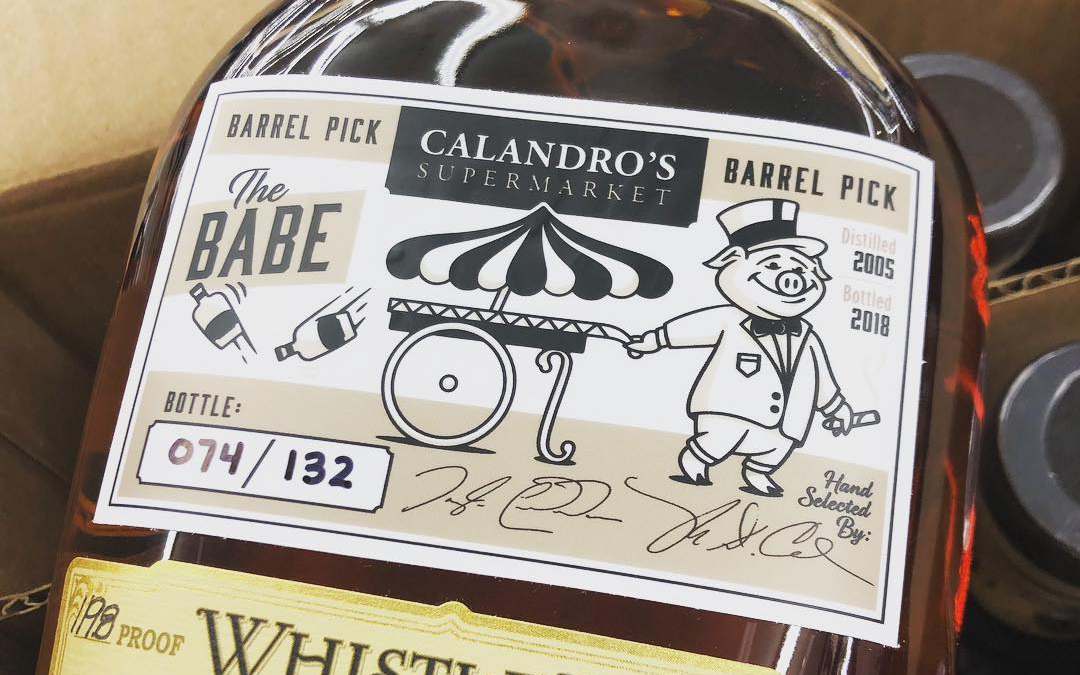 BARREL PICK
CALANDRO'S
SUPERMARKET
BARREL PICK
The
BABE
Distilled
2005
Bottled
2018
BOTTLE:
074/132
Hand
Selected
By:
PROOF